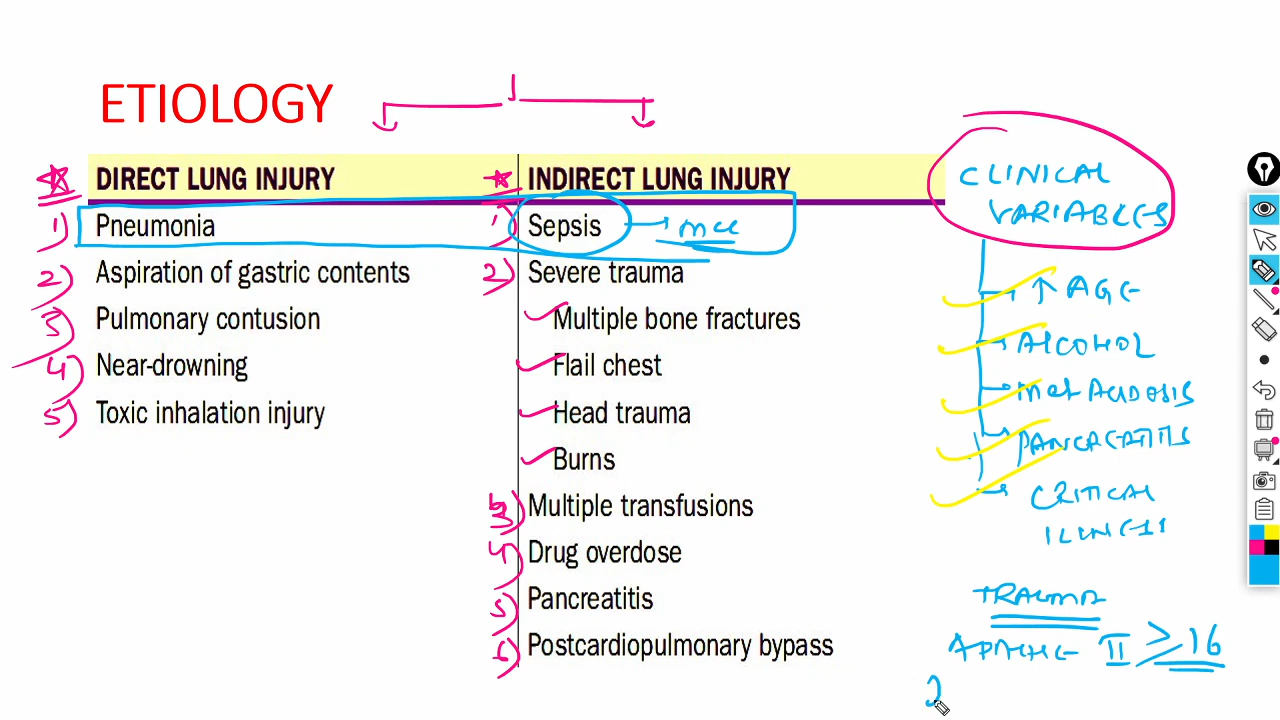 ETIOLOGY
DIRECT LUNG INJURY
1) Pneumonia
2) Aspiration of gastric contents
3) Pulmonary contusion
4) Near-drowning
5) Toxic inhalation injury
INDIRECT LUNG INJURY
1) Sepsis → mcc
2) Severe trauma
Multiple bone fractures
Flail chest
Head trauma
Burns
3) Multiple transfusions
4) Drug overdose
5) Pancreatitis
6) Postcardiopulmonary bypass
CLINICAL
VARIABLES
↑ AGE
ALCOHOL
Met ACIDOSIS
PANCREATITIS
CRITICAL
ILLNESS
TRAUMA
APACHE II ≥ 16
2